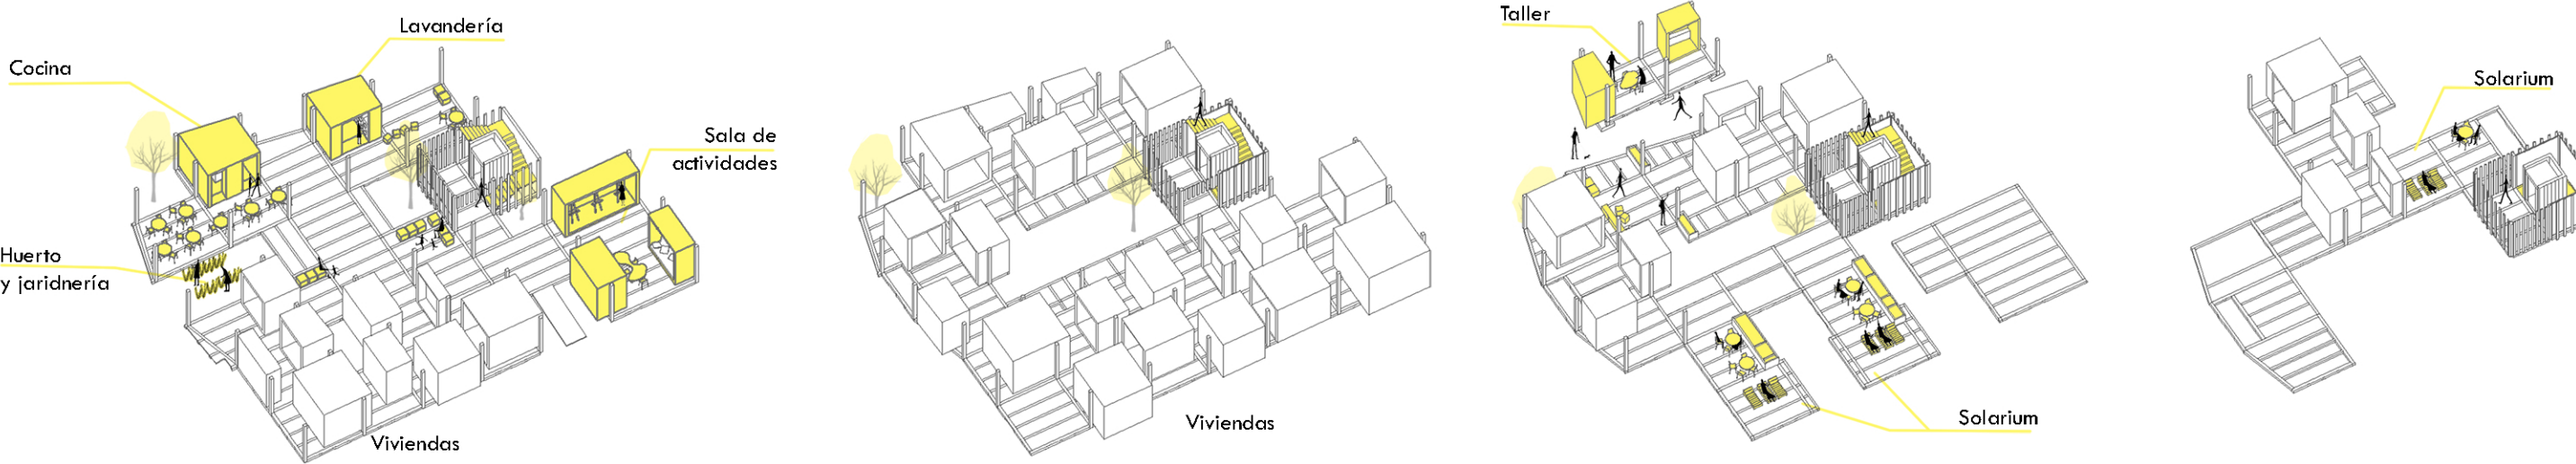 Lavandería
Cocina
Sala de
actividades
Huerto
y jaridnería
Viviendas
Viviendas
Taller
Solarium
Solarium